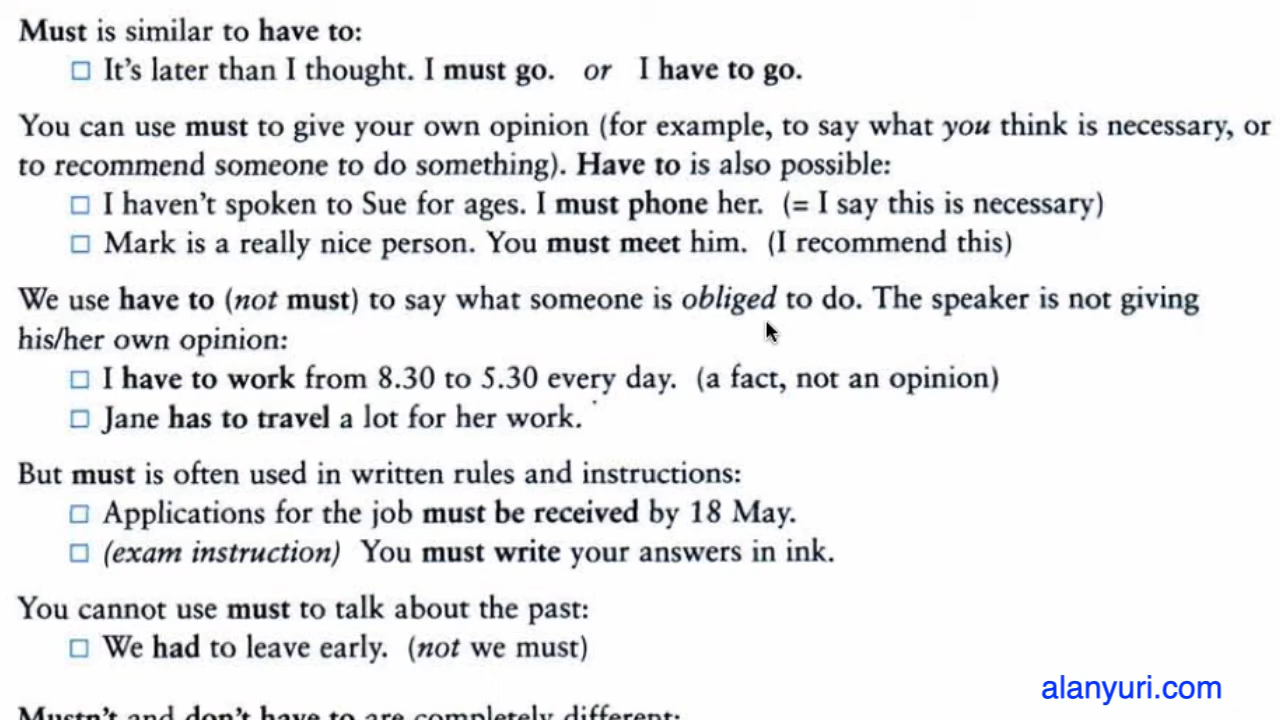 Must is similar to have to:
□ It's later than I thought. I must go. or I have to go.
You can use must to give your own opinion (for example, to say what you think is necessary, or
to recommend someone to do something). Have to is also possible:
□ I haven't spoken to Sue for ages. I must phone her. (= I say this is necessary)
□ Mark is a really nice person. You must meet him. (I recommend this)
We use have to (not must) to say what someone is obliged to do. The speaker is not giving
his/her own opinion:
□ I have to work from 8.30 to 5.30 every day. (a fact, not an opinion)
□ Jane has to travel a lot for her work.
But must is often used in written rules and instructions:
□ Applications for the job must be received by 18 May.
□ (exam instruction) You must write your answers in ink.
You cannot use must to talk about the past:
□ We had to leave early. (not we must)
alanyuri.com
Mustn't and don't have to are completely different: